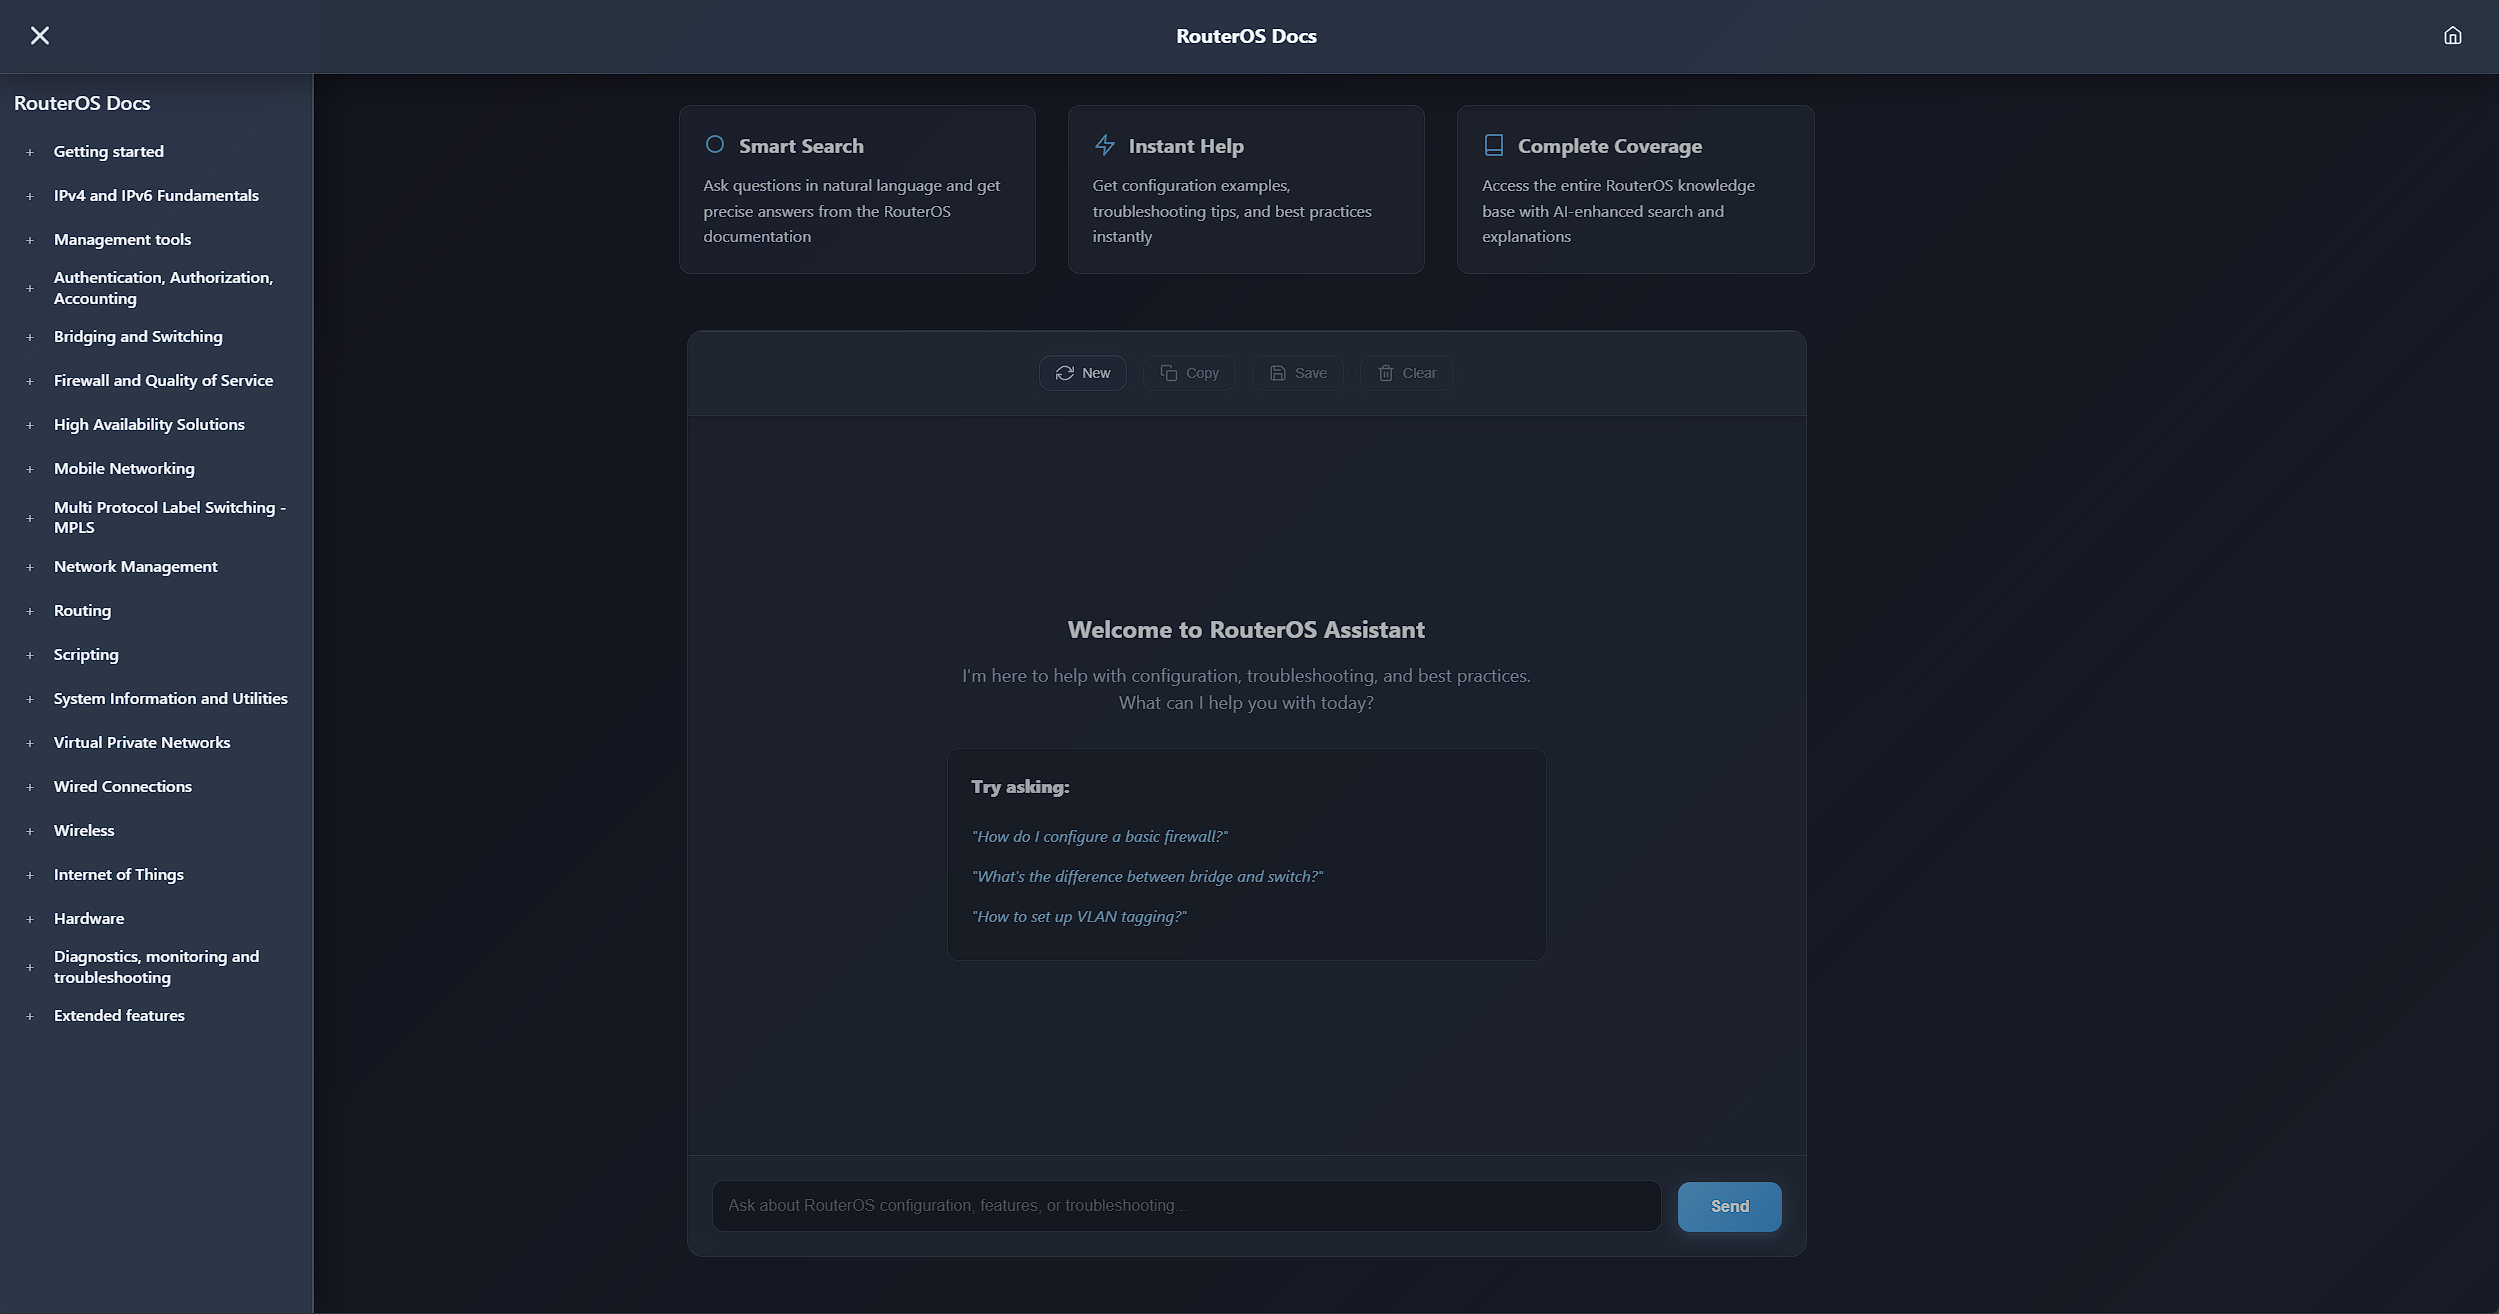 RouterOS Docs
RouterOS Docs
+ Getting started
+ IPv4 and IPv6 Fundamentals
+ Management tools
+ Authentication, Authorization,
Accounting
+ Bridging and Switching
+ Firewall and Quality of Service
+ High Availability Solutions
+ Mobile Networking
+ Multi Protocol Label Switching -
MPLS
+ Network Management
+ Routing
+ Scripting
+ System Information and Utilities
+ Virtual Private Networks
+ Wired Connections
+ Wireless
+ Internet of Things
+ Hardware
+ Diagnostics, monitoring and
troubleshooting
+ Extended features
Smart Search
Ask questions in natural language and get
precise answers from the RouterOS
documentation
Instant Help
Get configuration examples,
troubleshooting tips, and best practices
instantly
Complete Coverage
Access the entire RouterOS knowledge
base with AI-enhanced search and
explanations
New Copy Save Clear
Welcome to RouterOS Assistant
I'm here to help with configuration, troubleshooting, and best practices.
What can I help you with today?
Try asking:
"How do I configure a basic firewall?"
"What's the difference between bridge and switch?"
"How to set up VLAN tagging?"
Ask about RouterOS configuration, features, or troubleshooting...
Send